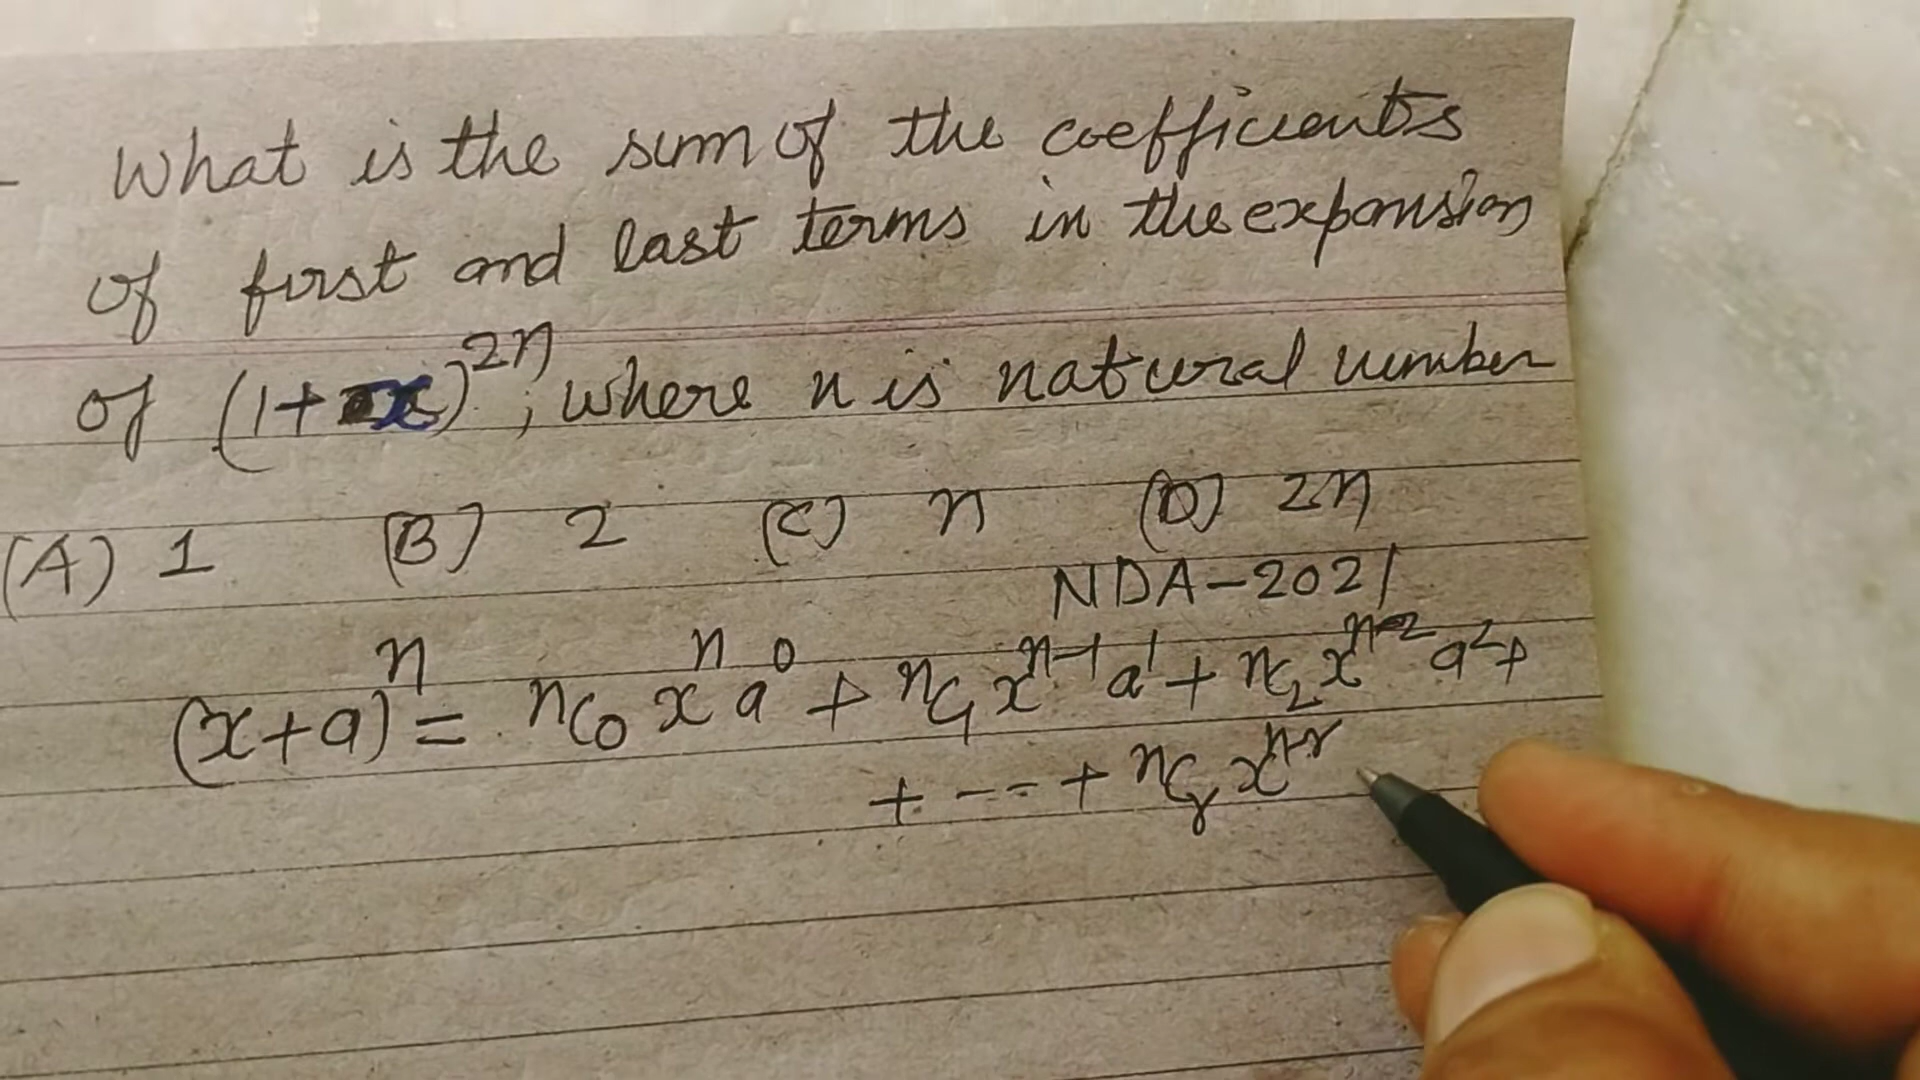 - What is the sum of the coefficients
of first and last terms in the expansion
of (1+x)^2n, where n is natural number
(A) 1 (B) 2 (C) n (D) 2n
NDA-2021
(x+a)^n = nC0 x^n a^0 + nC1 x^n-1 a^1 + nC2 x^n-2 a^2 +
+ --- + nCr x^n-r